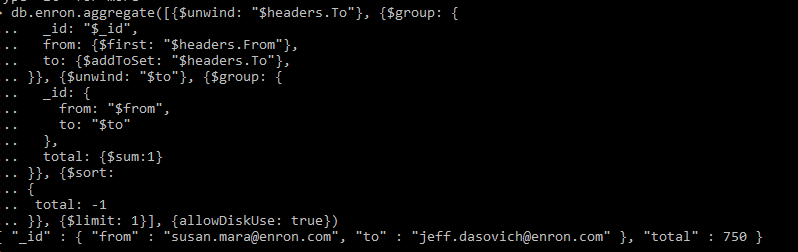 > db.enron.aggregate([{$unwind: "$headers.To"}, {$group: {
... _id: "$_id",
... from: {$first: "$headers.From"},
... to: {$addToSet: "$headers.To"},
... }}, {$unwind: "$to"}, {$group: {
... _id: {
... from: "$from",
... to: "$to"
... },
... total: {$sum:1}
... }}, {$sort:
... {
... total: -1
... }}, {$limit: 1}], {allowDiskUse: true})
{ "_id" : { "from" : "susan.mara@enron.com", "to" : "jeff.dasovich@enron.com" }, "total" : 750 }